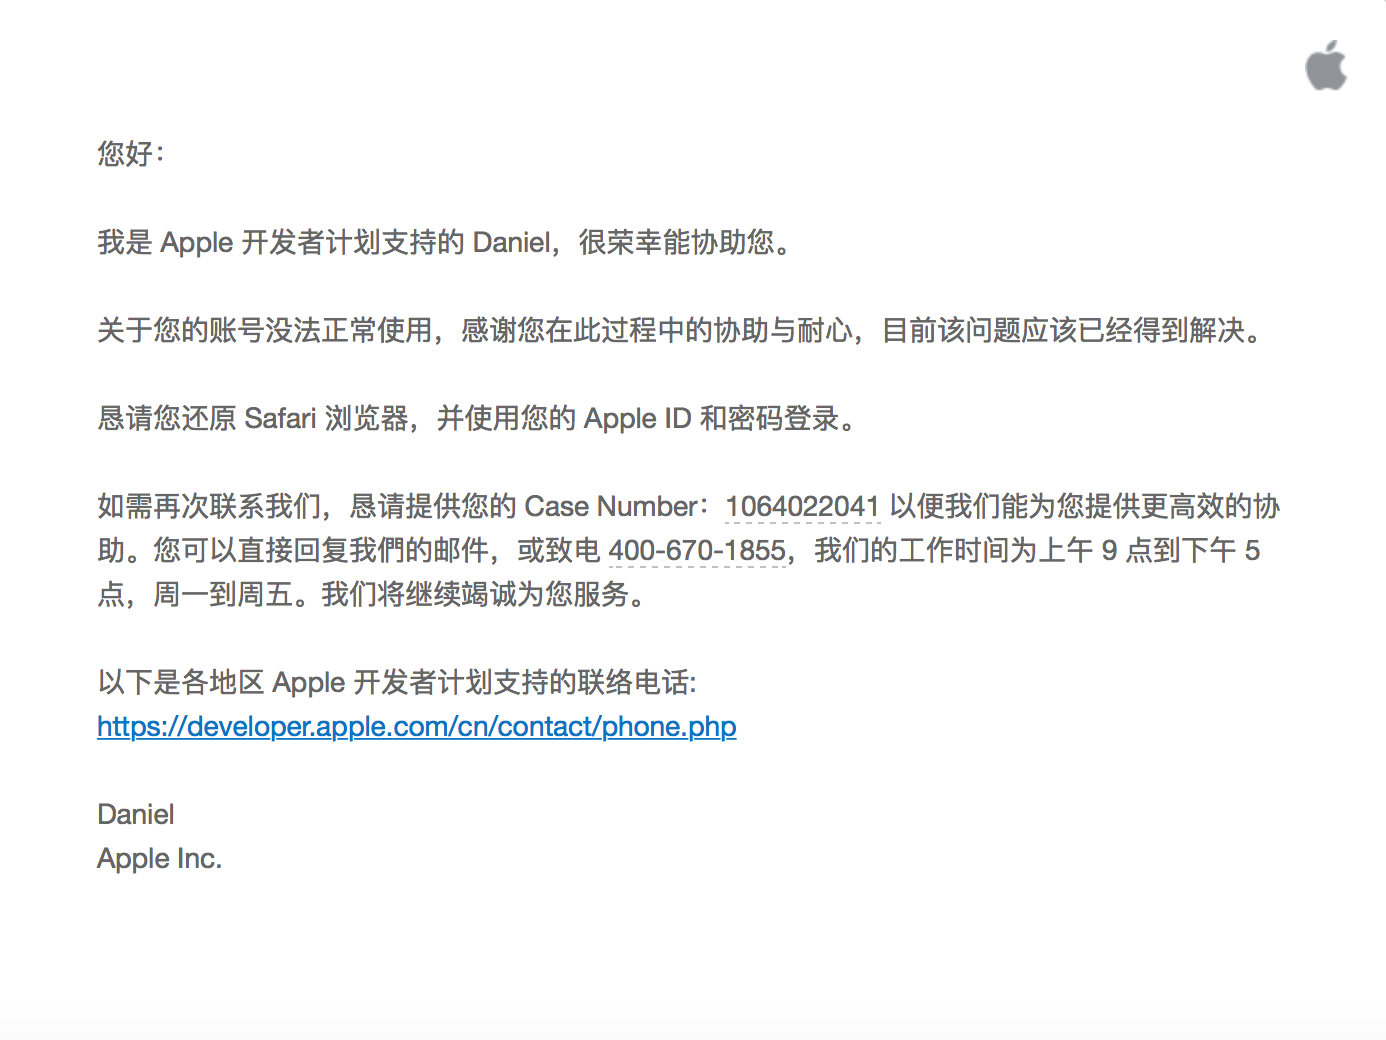 您好：
我是 Apple 开发者计划支持的 Daniel，很荣幸能协助您。
关于您的账号没法正常使用，感谢您在此过程中的协助与耐心，目前该问题应该已经得到解决。
恳请您还原 Safari 浏览器，并使用您的 Apple ID 和密码登录。
如需再次联系我们，恳请提供您的 Case Number：1064022041 以便我们能为您提供更高效的协
助。您可以直接回复我們的邮件，或致电 400-670-1855，我们的工作时间为上午 9 点到下午 5
点，周一到周五。我们将继续竭诚为您服务。
以下是各地区 Apple 开发者计划支持的联络电话:
https://developer.apple.com/cn/contact/phone.php
Daniel
Apple Inc.